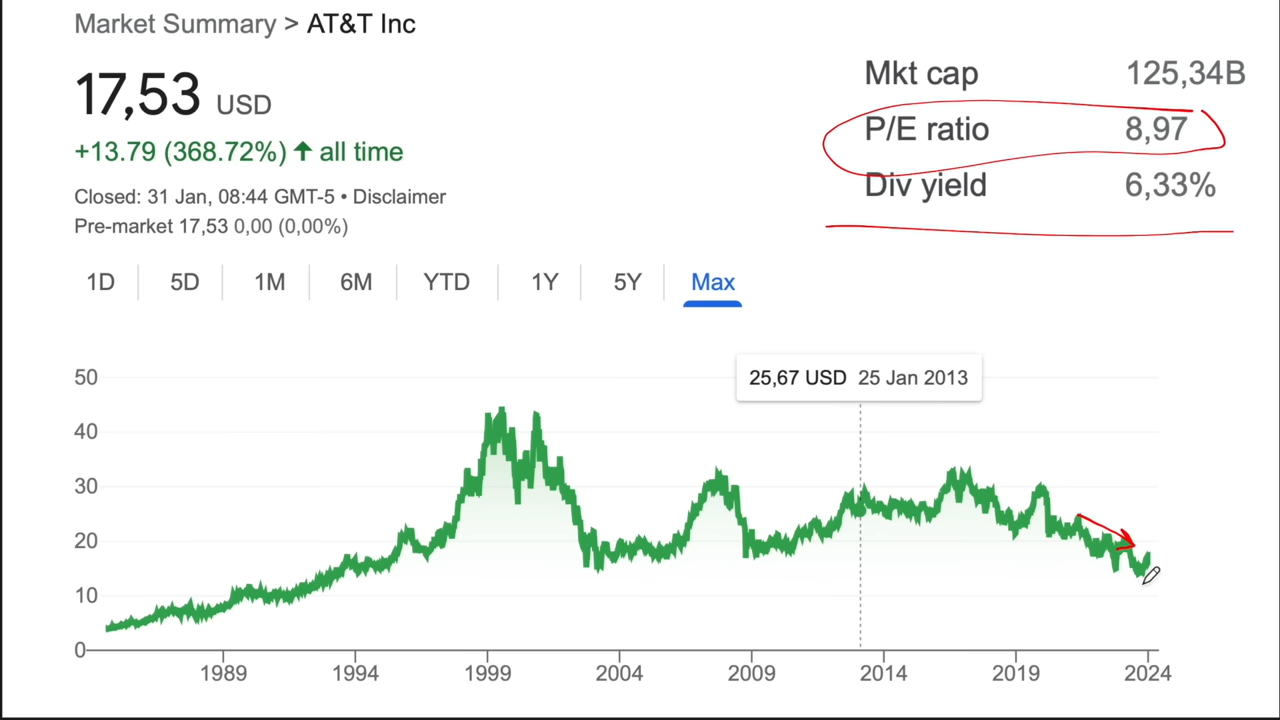 Market Summary > AT&T Inc
17,53 USD
+13.79 (368.72%) ↑ all time
Closed: 31 Jan, 08:44 GMT-5 • Disclaimer
Pre-market 17,53 0,00 (0,00%)
Mkt cap 125,34B
P/E ratio 8,97
Div yield 6,33%
1D 5D 1M 6M YTD 1Y 5Y Max
25,67 USD 25 Jan 2013
50
40
30
20
10
0
1989 1994 1999 2004 2009 2014 2019 2024